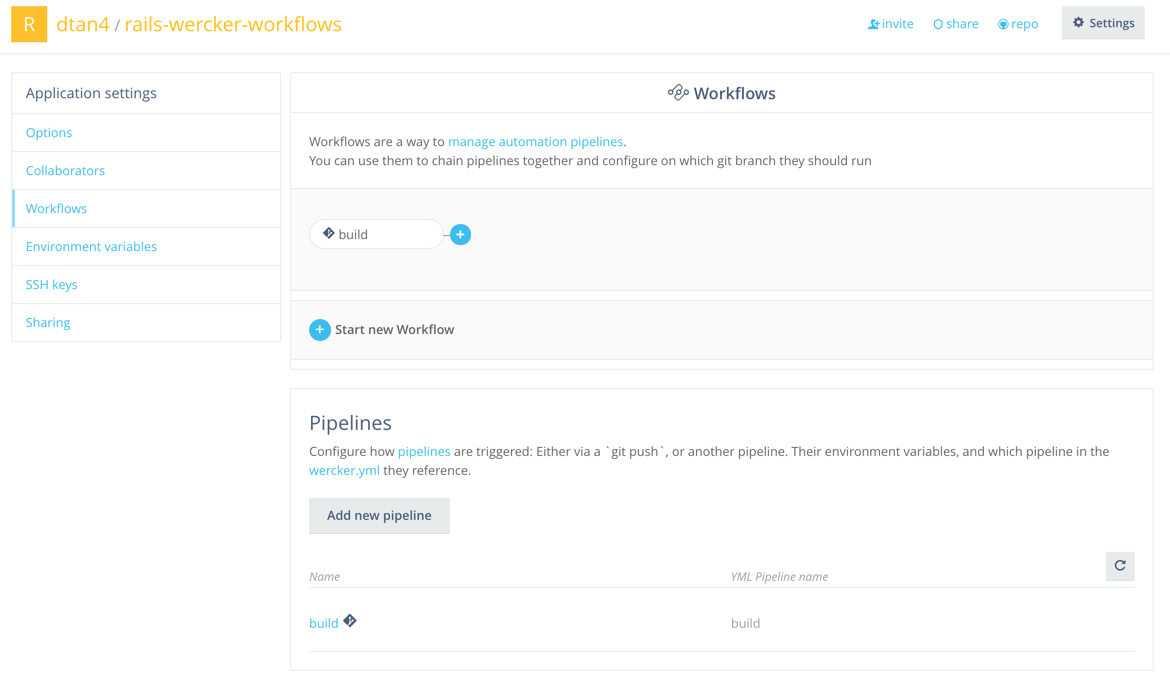 R dtan4 / rails-wercker-workflows
invite share repo Settings
Application settings
Options
Collaborators
Workflows
Environment variables
SSH keys
Sharing
Workflows
Workflows are a way to manage automation pipelines.
You can use them to chain pipelines together and configure on which git branch they should run
build
Start new Workflow
Pipelines
Configure how pipelines are triggered: Either via a `git push`, or another pipeline. Their environment variables, and which pipeline in the
wercker.yml they reference.
Add new pipeline
Name YML Pipeline name
build build